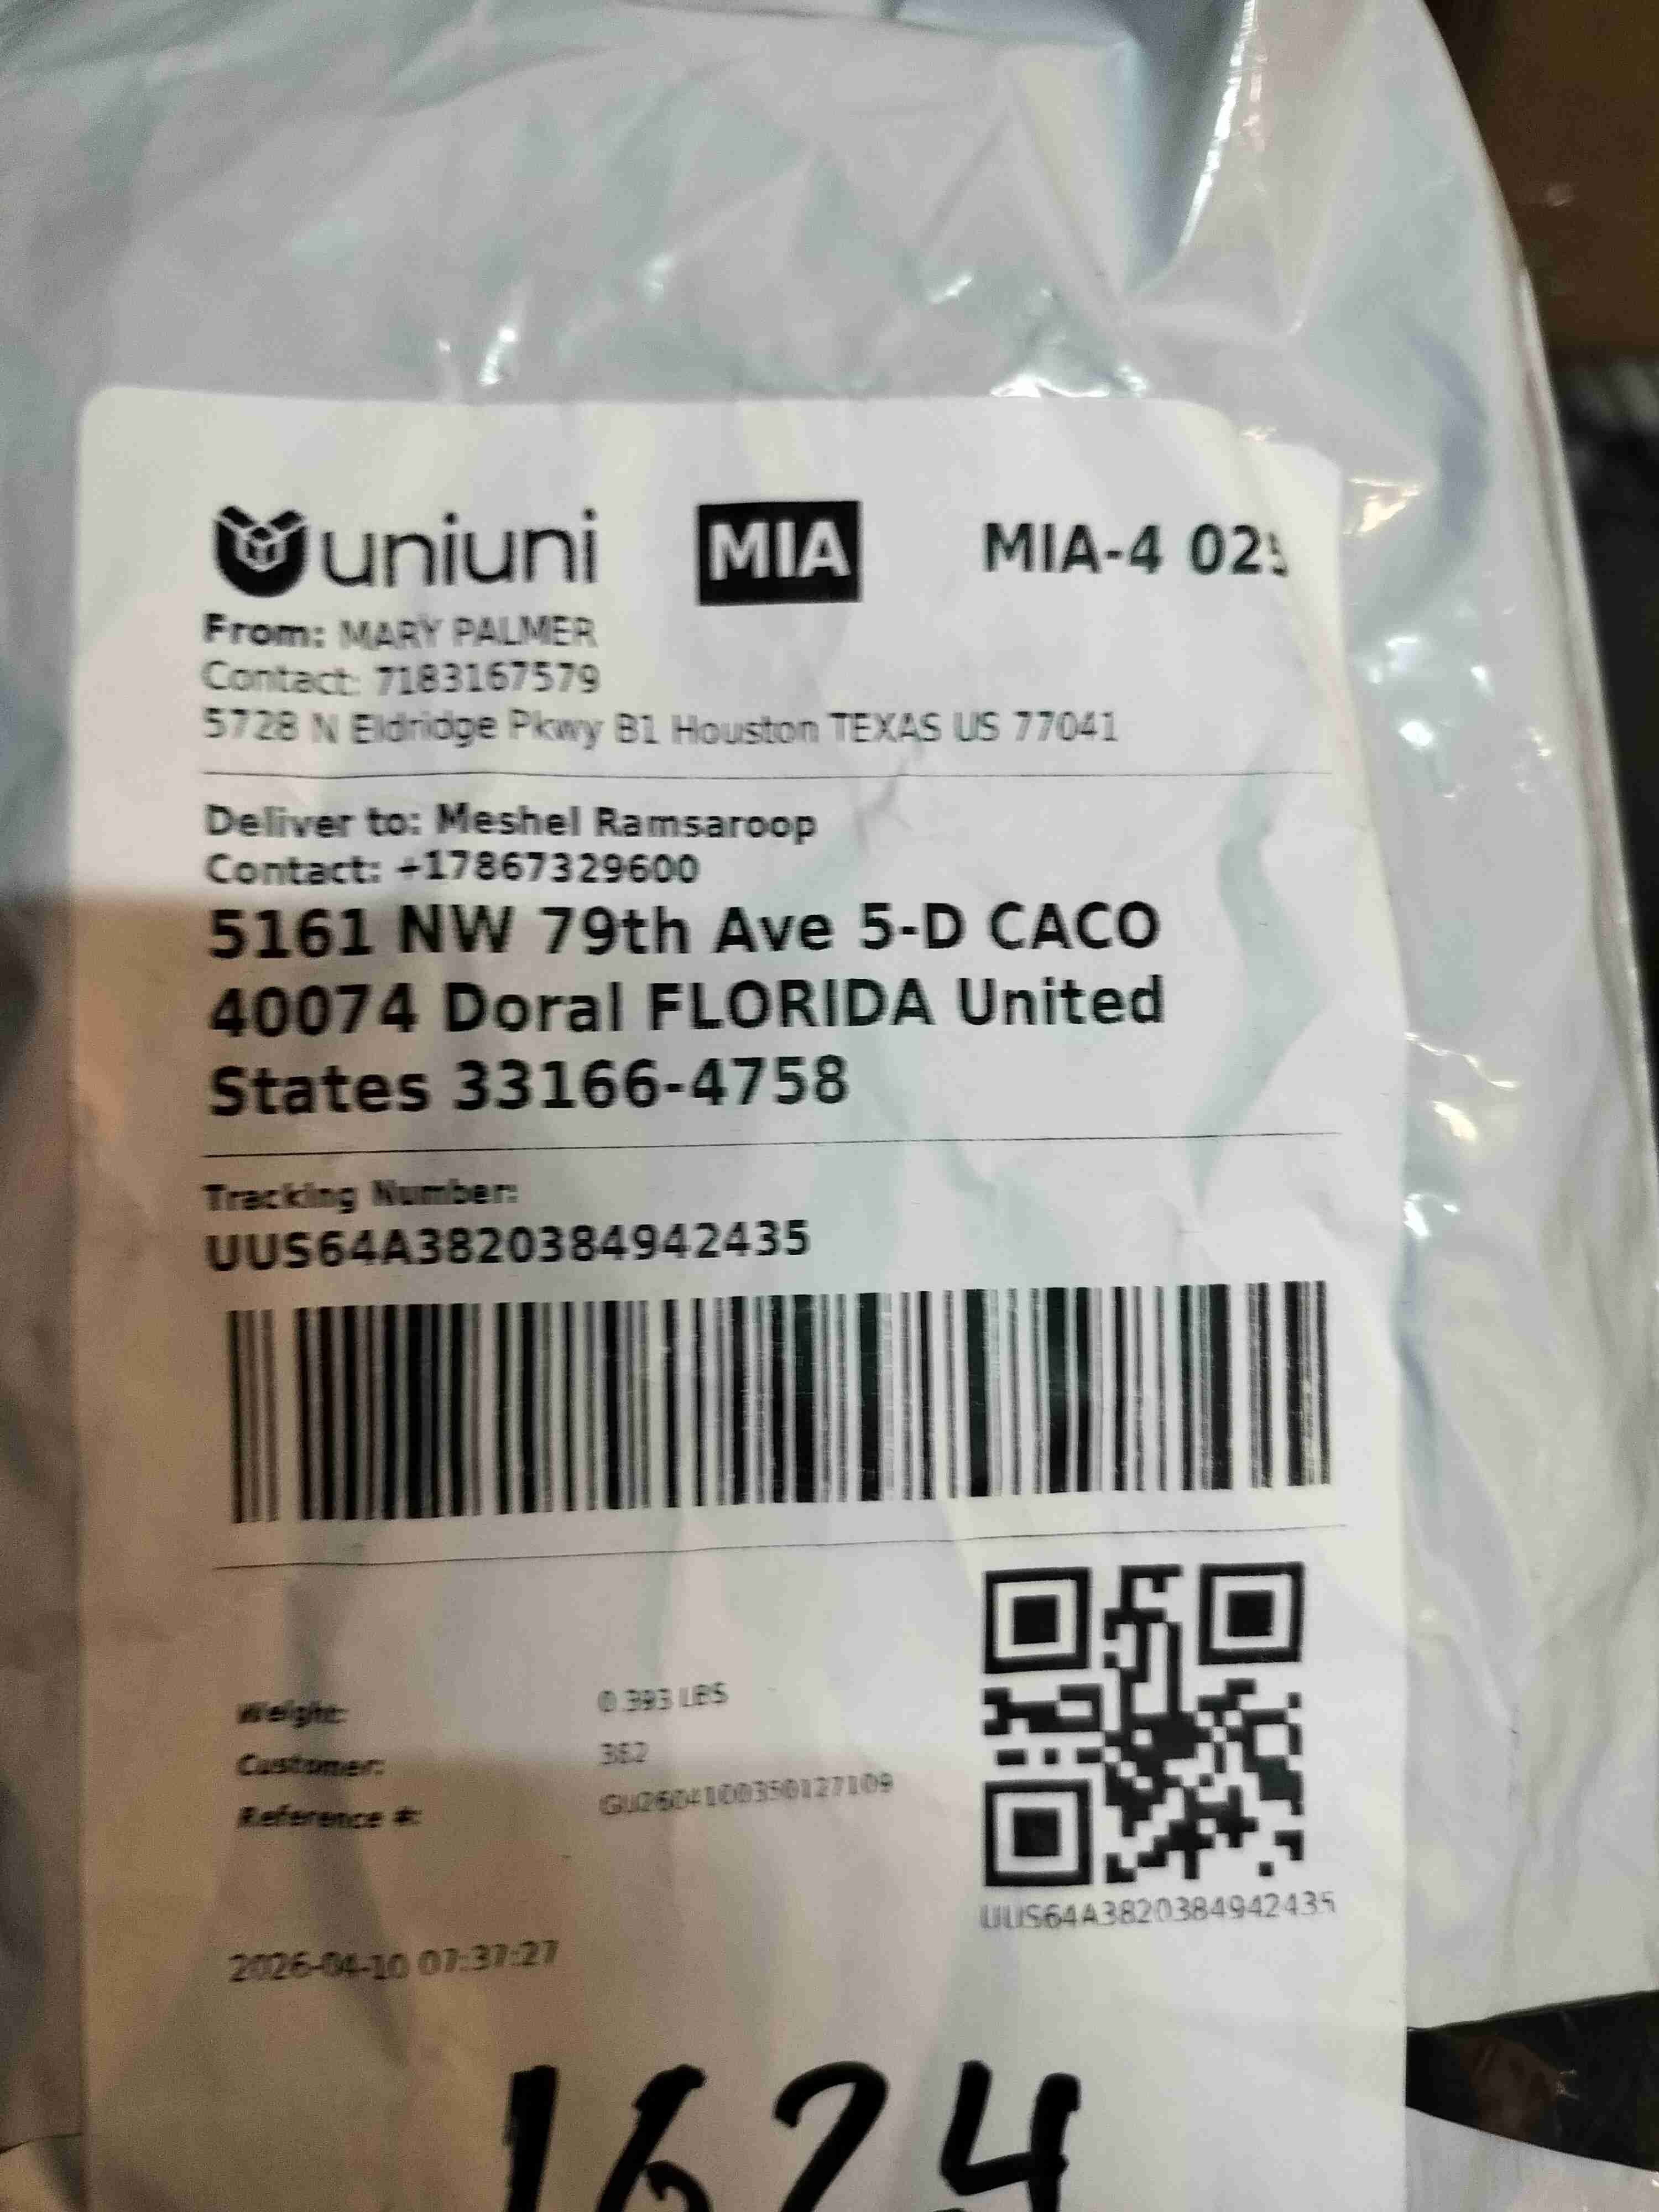 uniuni MIA MIA-4 025
From: MARY PALMER
Contact: 7183167579
5728 N Eldridge Pkwy B1 Houston TEXAS US 77041
Deliver to: Meshel Ramsaroop
Contact: +17867329600
5161 NW 79th Ave 5-D CACO
40074 Doral FLORIDA United
States 33166-4758
Tracking Number:
UUS64A3820384942435
Weight: 0.393 LBS
Customer: 382
Reference #: GU2604100350127109
UUS64A3820384942435
2026-04-10 07:37:27
1624